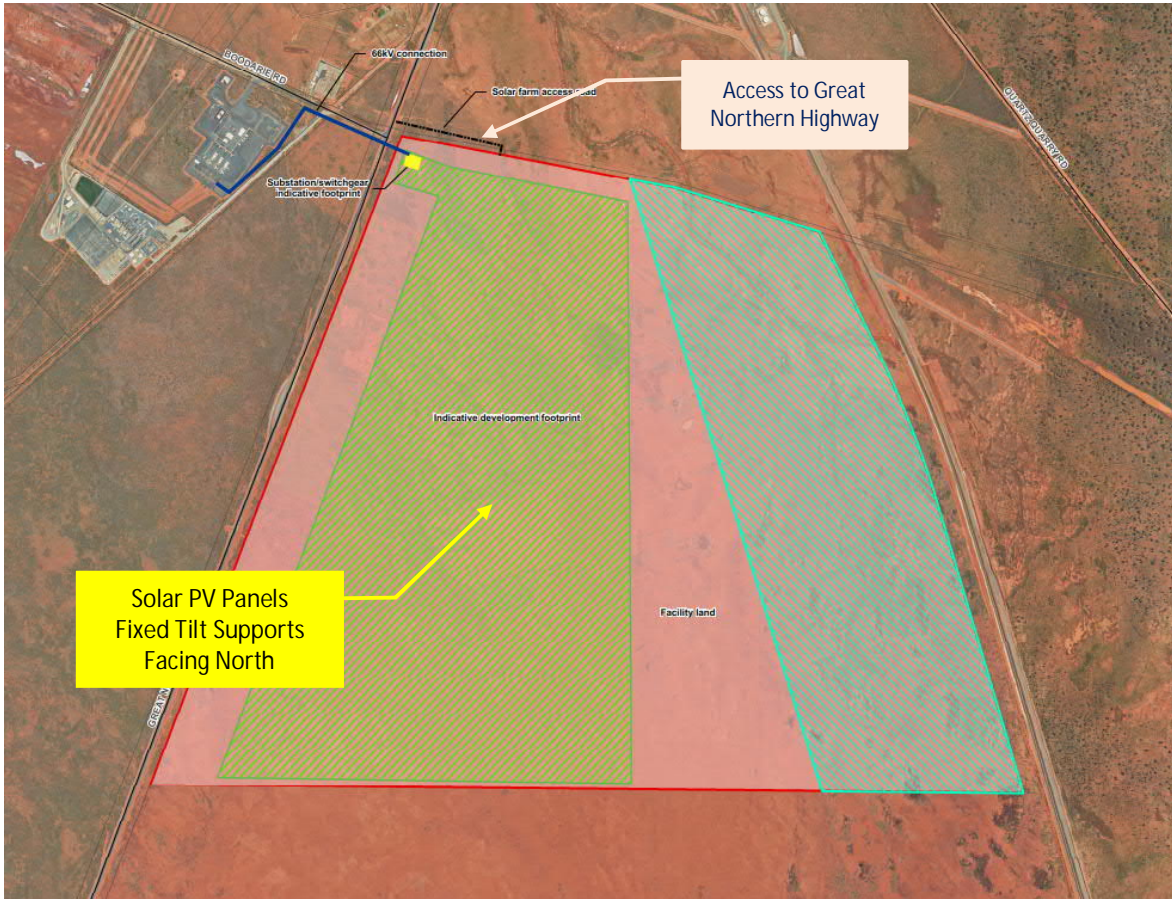 BOODARIE RD
66kV connection
Solar farm access road
Access to Great
Northern Highway
QUARTZ QUARRY RD
Substation/switchgear
indicative footprint
Indicative development footprint
Solar PV Panels
Fixed Tilt Supports
Facing North
Facility land
GREAT N